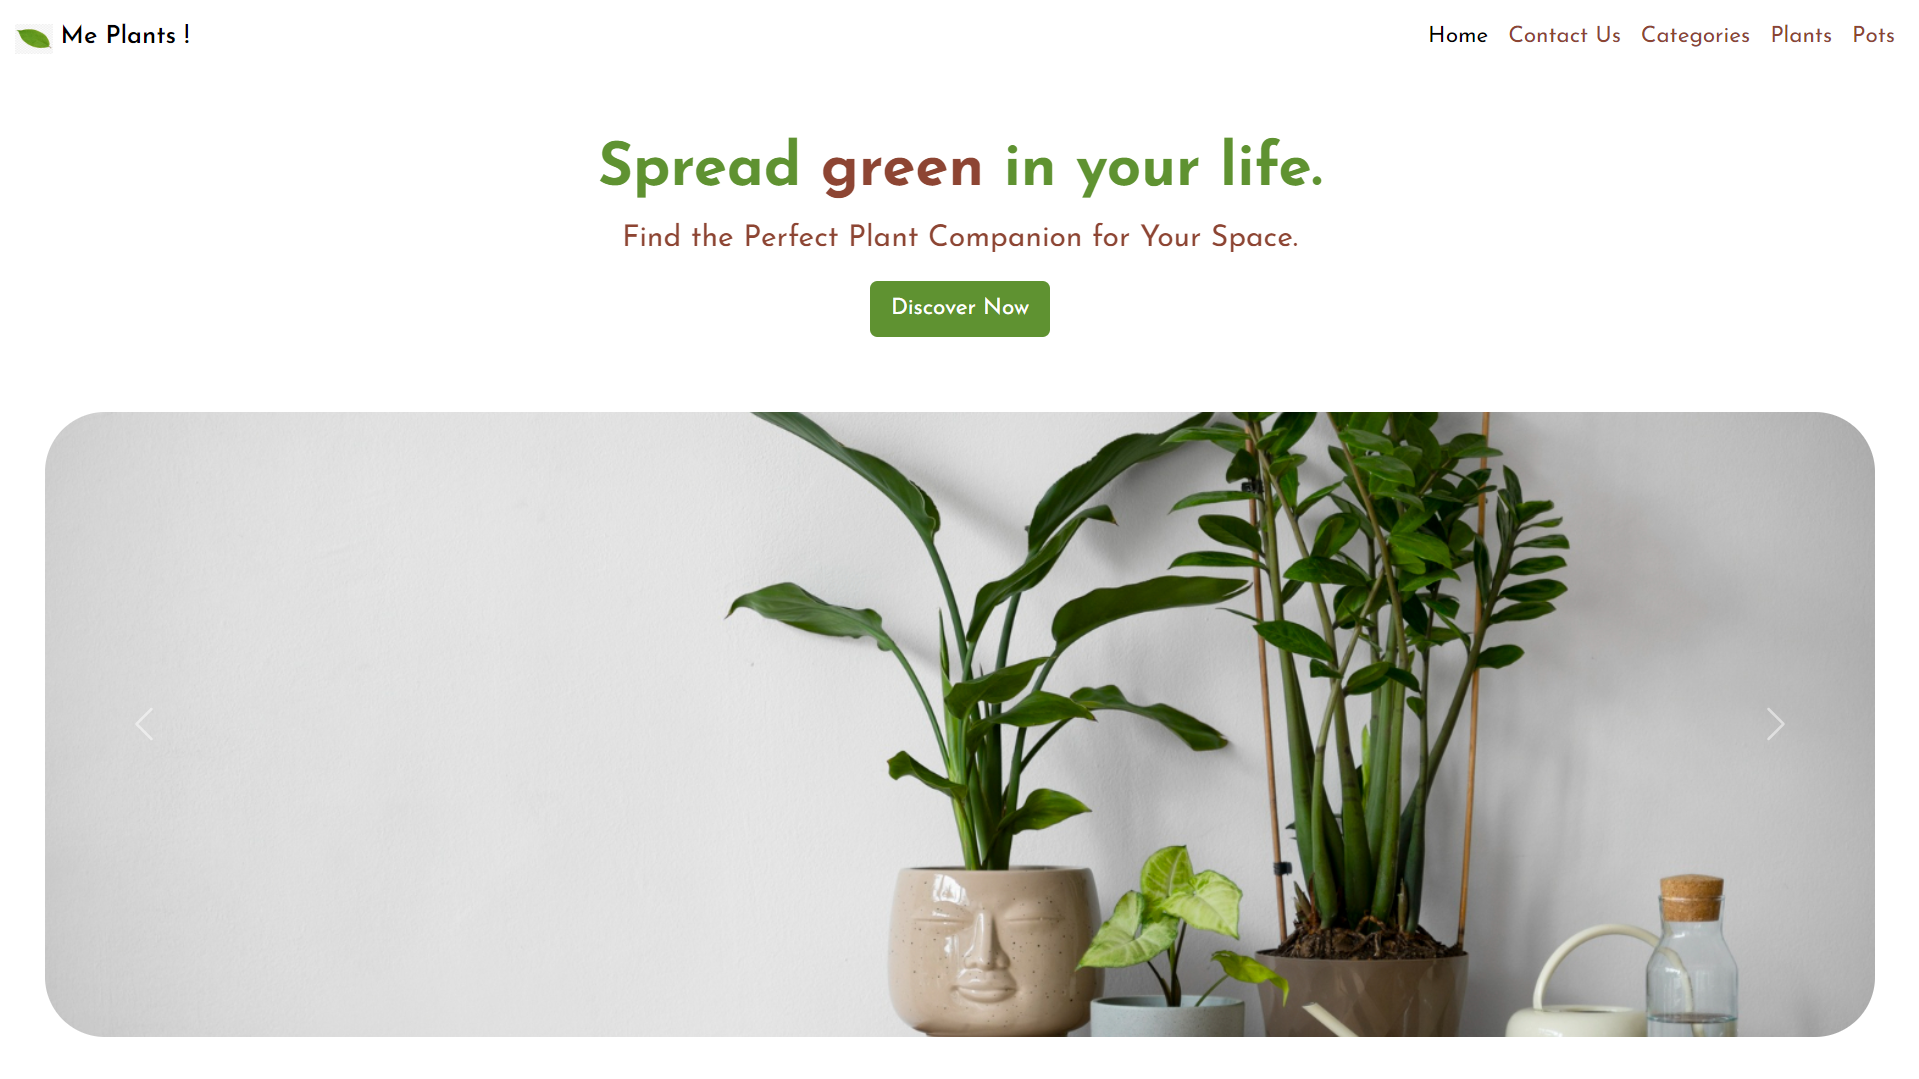 Me Plants !
Home Contact Us Categories Plants Pots
Spread green in your life.
Find the Perfect Plant Companion for Your Space.
Discover Now